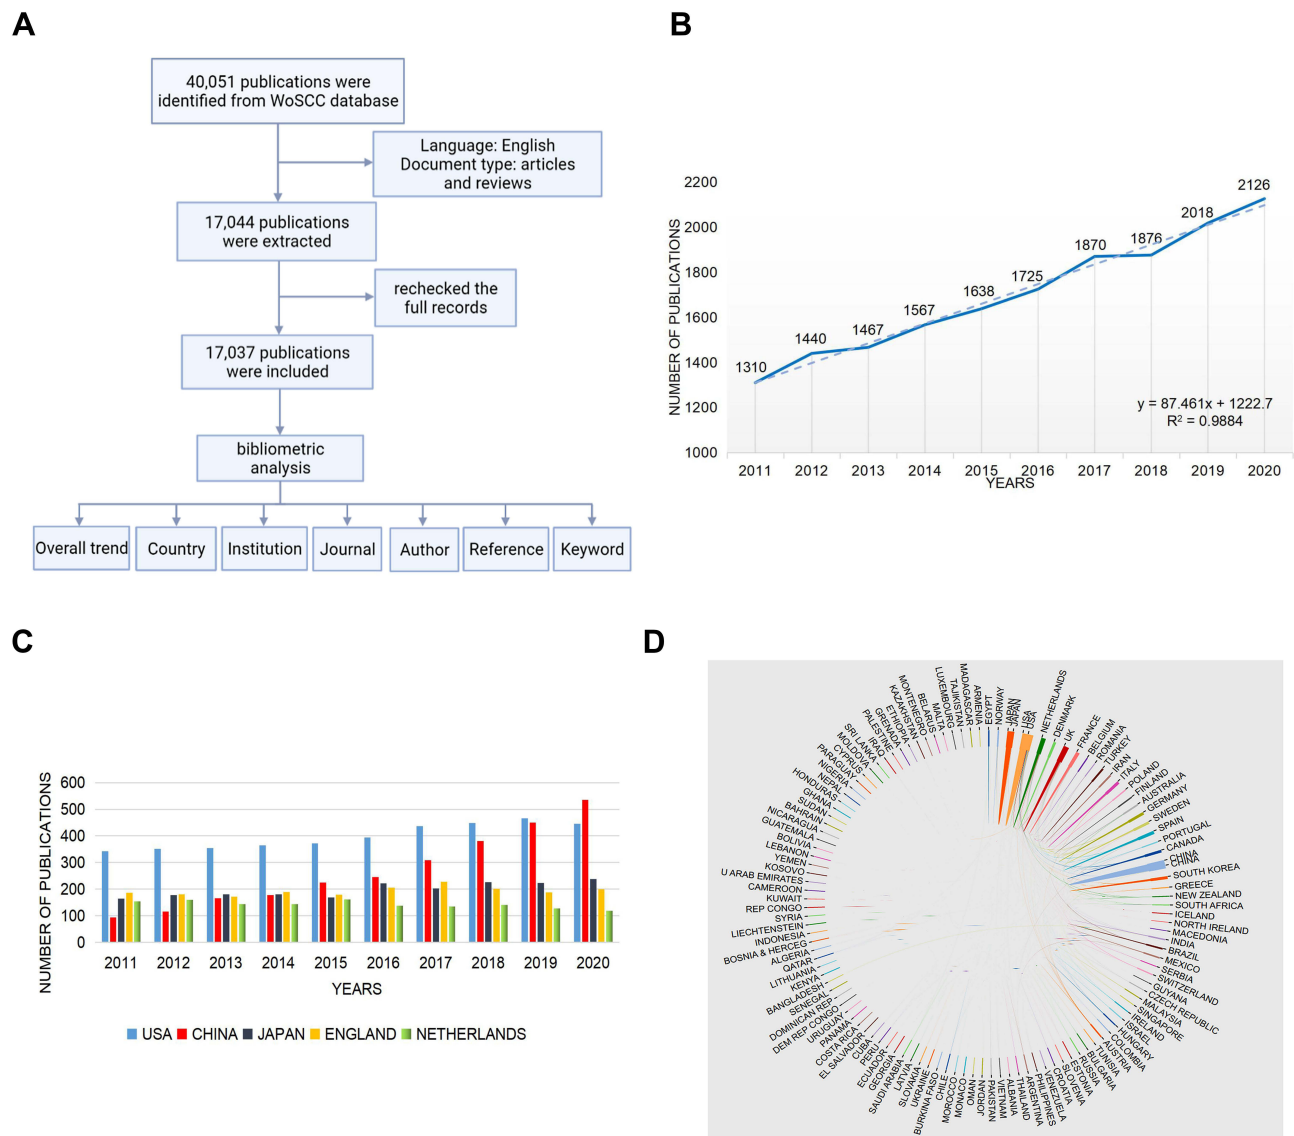 A
40,051 publications were
identified from WoSCC database
Language: English
Document type: articles
and reviews
17,044 publications
were extracted
rechecked the
full records
17,037 publications
were included
bibliometric
analysis
Overall trend
Country
Institution
Journal
Author
Reference
Keyword
B
NUMBER OF PUBLICATIONS
2200
2000
1800
1600
1400
1200
1000
1310
1440
1467
1567
1638
1725
1870
1876
2018
2126
y = 87.461x + 1222.7
R² = 0.9884
2011 2012 2013 2014 2015 2016 2017 2018 2019 2020
YEARS
C
NUMBER OF PUBLICATIONS
600
500
400
300
200
100
0
2011 2012 2013 2014 2015 2016 2017 2018 2019 2020
YEARS
USA CHINA JAPAN ENGLAND NETHERLANDS
D
EGYPT
NORWAY
JAPAN
JAPAN
USA
USA
NETHERLANDS
DENMARK
UK
FRANCE
BELGIUM
ROMANIA
TURKEY
IRAN
ITALY
POLAND
FINLAND
AUSTRALIA
GERMANY
SWEDEN
SPAIN
PORTUGAL
CANADA
CHINA
CHINA
SOUTH KOREA
GREECE
NEW ZEALAND
SOUTH AFRICA
ICELAND
NORTH IRELAND
MACEDONIA
INDIA
BRAZIL
MEXICO
SERBIA
SWITZERLAND
GUYANA
CZECH REPUBLIC
MALAYSIA
SINGAPORE
IRELAND
ISRAEL
HUNGARY
COLOMBIA
AUSTRIA
TUNISIA
BULGARIA
RUSSIA
ESTONIA
SLOVENIA
CROATIA
VENEZUELA
PHILIPPINES
ARGENTINA
THAILAND
ALBANIA
VIETNAM
PAKISTAN
JORDAN
OMAN
MONACO
MOROCCO
CHILE
BURKINA FASO
UKRAINE
SLOVAKIA
LATVIA
SAUDI ARABIA
GEORGIA
ECUADOR
PERU
CUBA
EL SALVADOR
COSTA RICA
PANAMA
URUGUAY
DEM REP CONGO
DOMINICAN REP
SENEGAL
BANGLADESH
KENYA
LITHUANIA
QATAR
ALGERIA
BOSNIA & HERCEG
INDONESIA
LIECHTENSTEIN
SYRIA
REP CONGO
KUWAIT
CAMEROON
U ARAB EMIRATES
KOSOVO
YEMEN
LEBANON
BOLIVIA
GUATEMALA
NICARAGUA
BAHRAIN
SUDAN
GHANA
HONDURAS
NEPAL
NIGERIA
PARAGUAY
CYPRUS
MOLDOVA
SRI LANKA
IRAQ
PALESTINE
GRENADA
ETHIOPIA
KAZAKHSTAN
MONTENEGRO
BELARUS
MALTA
LUXEMBOURG
TAJIKISTAN
MADAGASCAR
ARMENIA